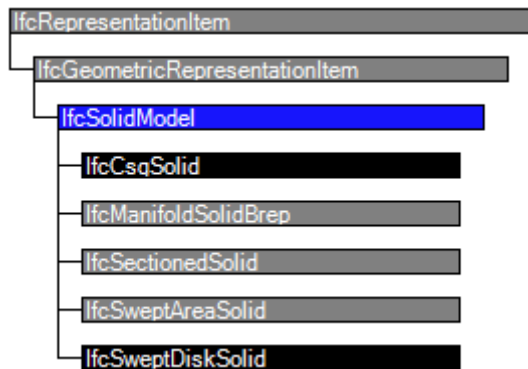 IfcRepresentationItem
IfcGeometricRepresentationItem
IfcSolidModel
IfcCsgSolid
IfcManifoldSolidBrep
IfcSectionedSolid
IfcSweptAreaSolid
IfcSweptDiskSolid